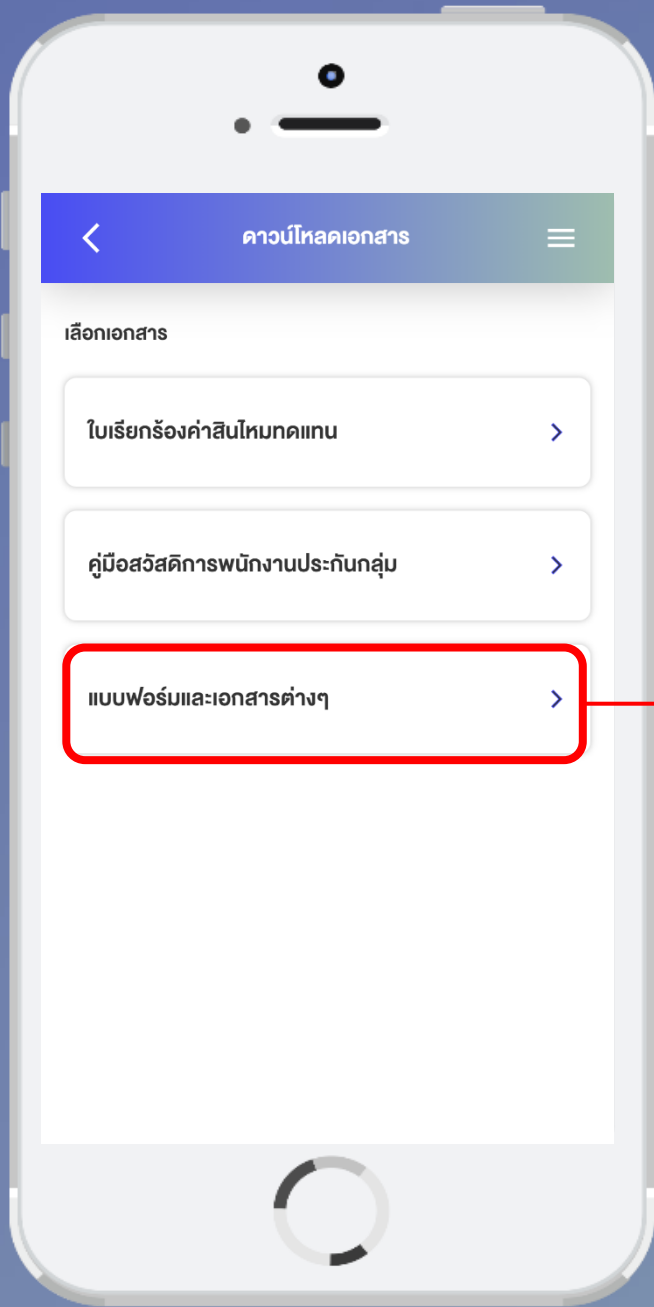 ดาวน์โหลดเอกสาร
เลือกเอกสาร
ใบเรียกร้องค่าสินไหมทดแทน
คู่มือสวัสดิการพนักงานประกันกลุ่ม
แบบฟอร์มและเอกสารต่างๆ